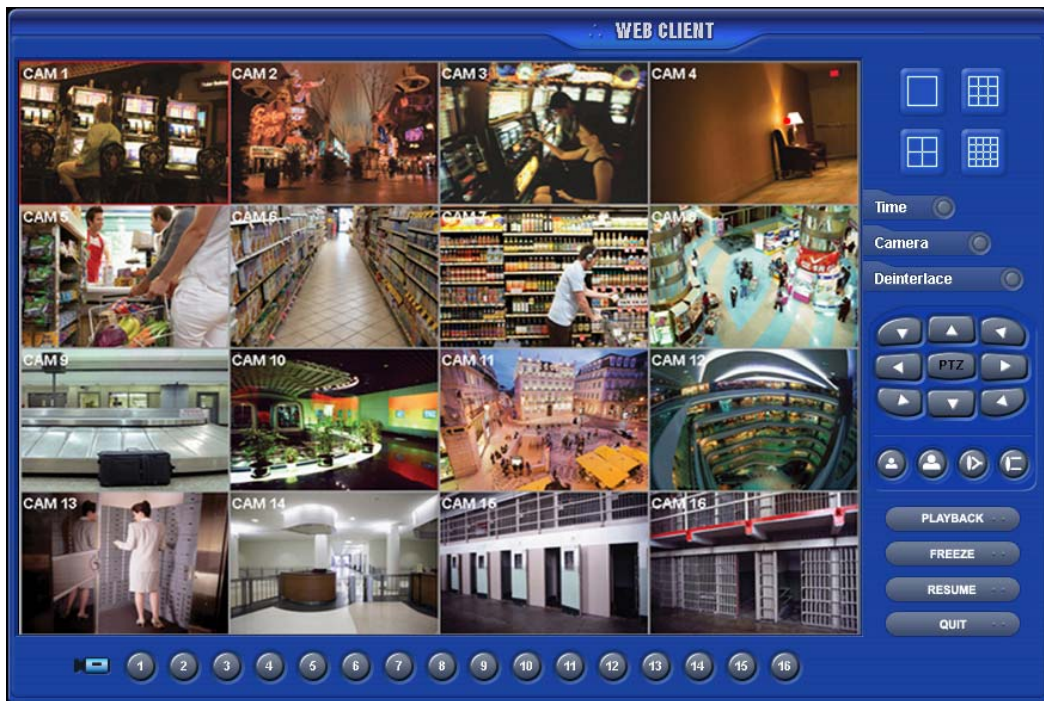 WEB CLIENT
CAM 1
CAM 2
CAM 3
CAM 4
Time
Camera
CAM 5
CAM 6
CAM 7
CAM 8
Deinterlace
CAM 9
CAM 10
CAM 11
CAM 12
PTZ
CAM 13
CAM 14
CAM 15
CAM 16
PLAYBACK
FREEZE
RESUME
QUIT
1 2 3 4 5 6 7 8 9 10 11 12 13 14 15 16